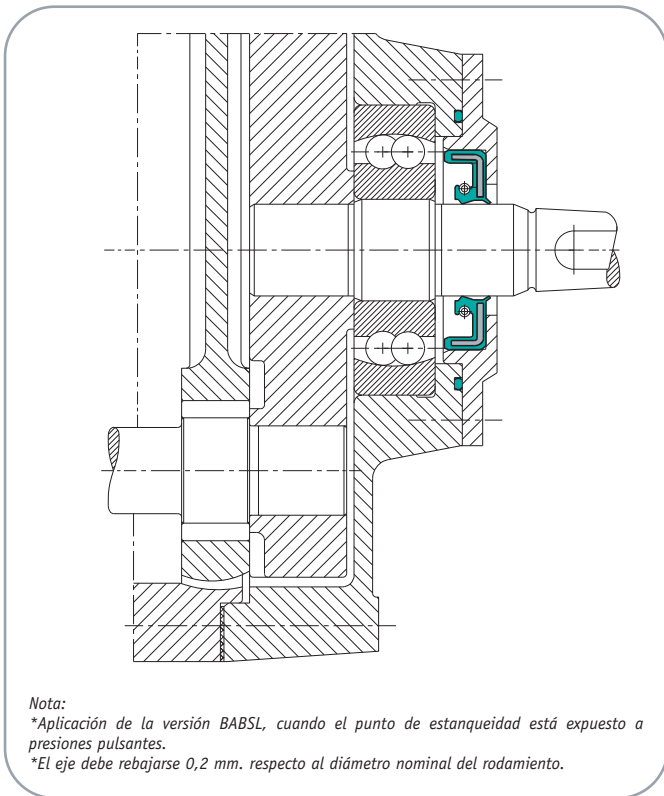 Nota:
*Aplicación de la versión BABSL, cuando el punto de estanqueidad está expuesto a
presiones pulsantes.
*El eje debe rebajarse 0,2 mm. respecto al diámetro nominal del rodamiento.